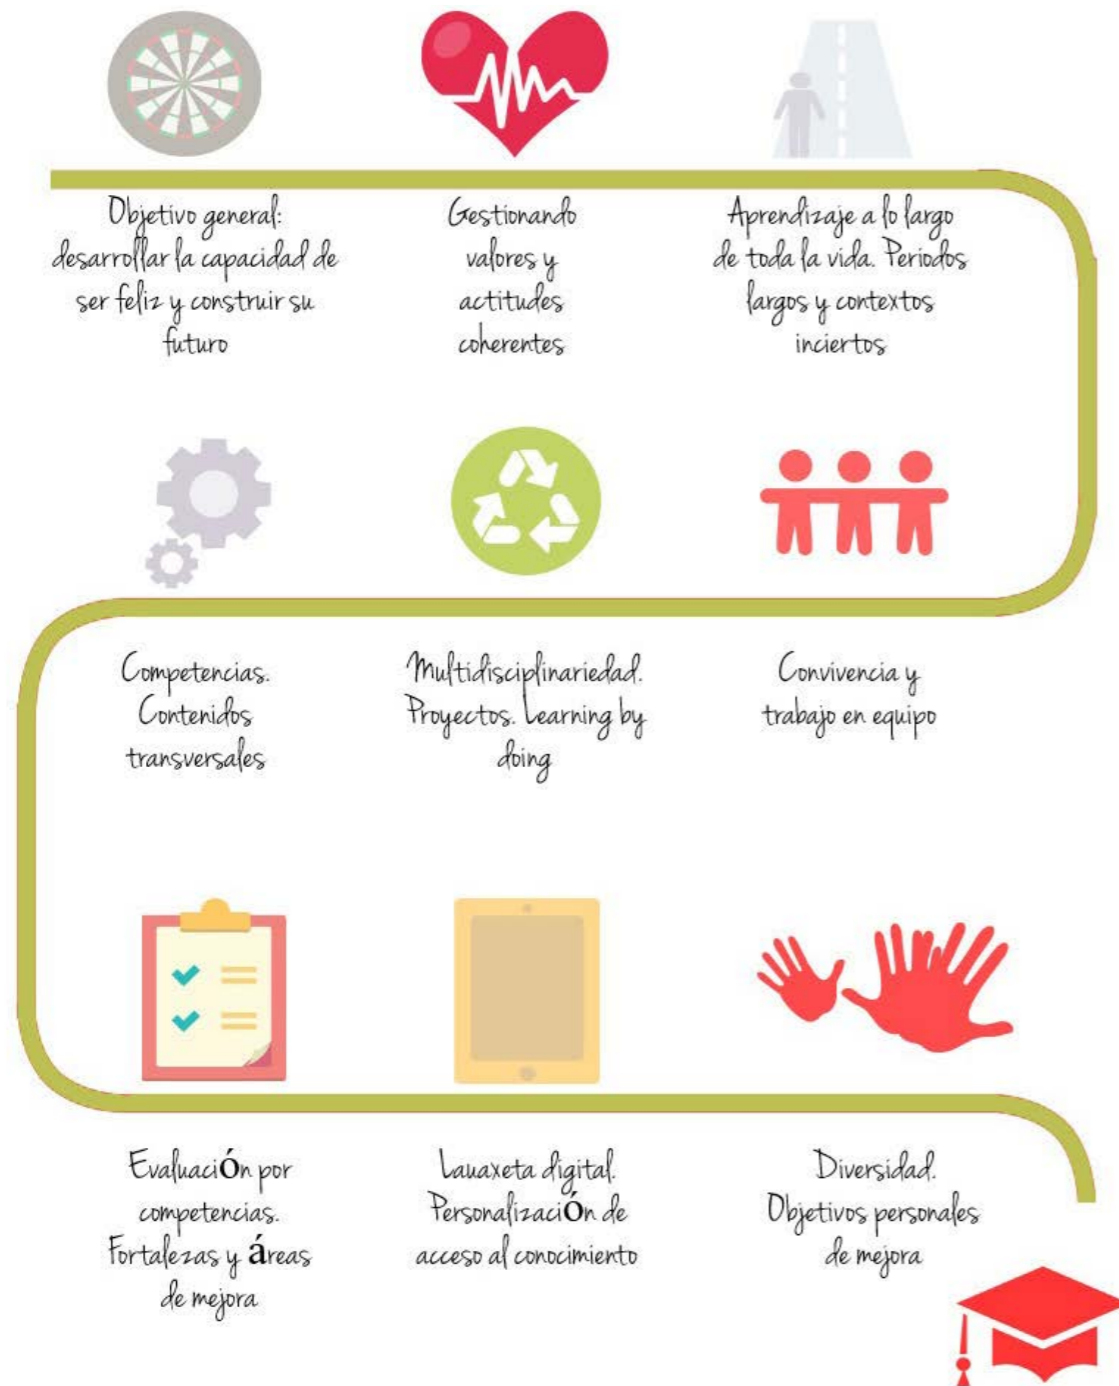 Objetivo general:
desarrollar la capacidad de
ser feliz y construir su
futuro
Gestionando
valores y
actitudes
coherentes
Aprendizaje a lo largo
de toda la vida. Periodos
largos y contextos
inciertos
Competencias.
Contenidos
transversales
Multidisciplinariedad.
Proyectos. Learning by
doing
Convivencia y
trabajo en equipo
Evaluación por
competencias.
Fortalezas y áreas
de mejora
Lauaxeta digital.
Personalización de
acceso al conocimiento
Diversidad.
Objetivos personales
de mejora